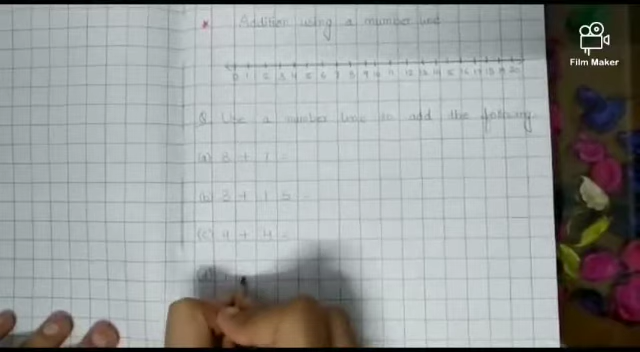 * Addition using a number line
0 1 2 3 4 5 6 7 8 9 10 11 12 13 14 15 16 17 18 19 20
Q. Use a number line to add the following.
(a) 8 + 1 =
(b) 3 + 15 =
(c) 4 + 14 =
(d)
Film Maker